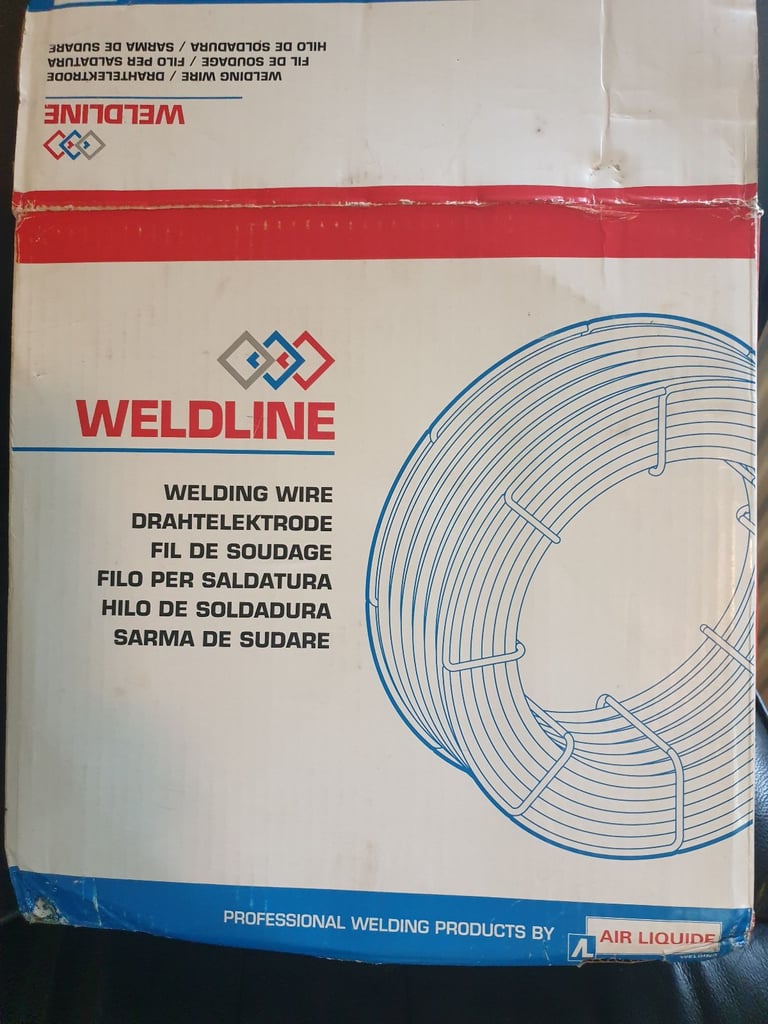 HILO DE SOLDADURA / SARMA DE SUDARE
FIL DE SOUDAGE / FILO PER SALDATURA
WELDING WIRE / DRAHTELEKTRODE
WELDLINE
WELDLINE
WELDING WIRE
DRAHTELEKTRODE
FIL DE SOUDAGE
FILO PER SALDATURA
HILO DE SOLDADURA
SARMA DE SUDARE
PROFESSIONAL WELDING PRODUCTS BY
AIR LIQUIDE
WELDING